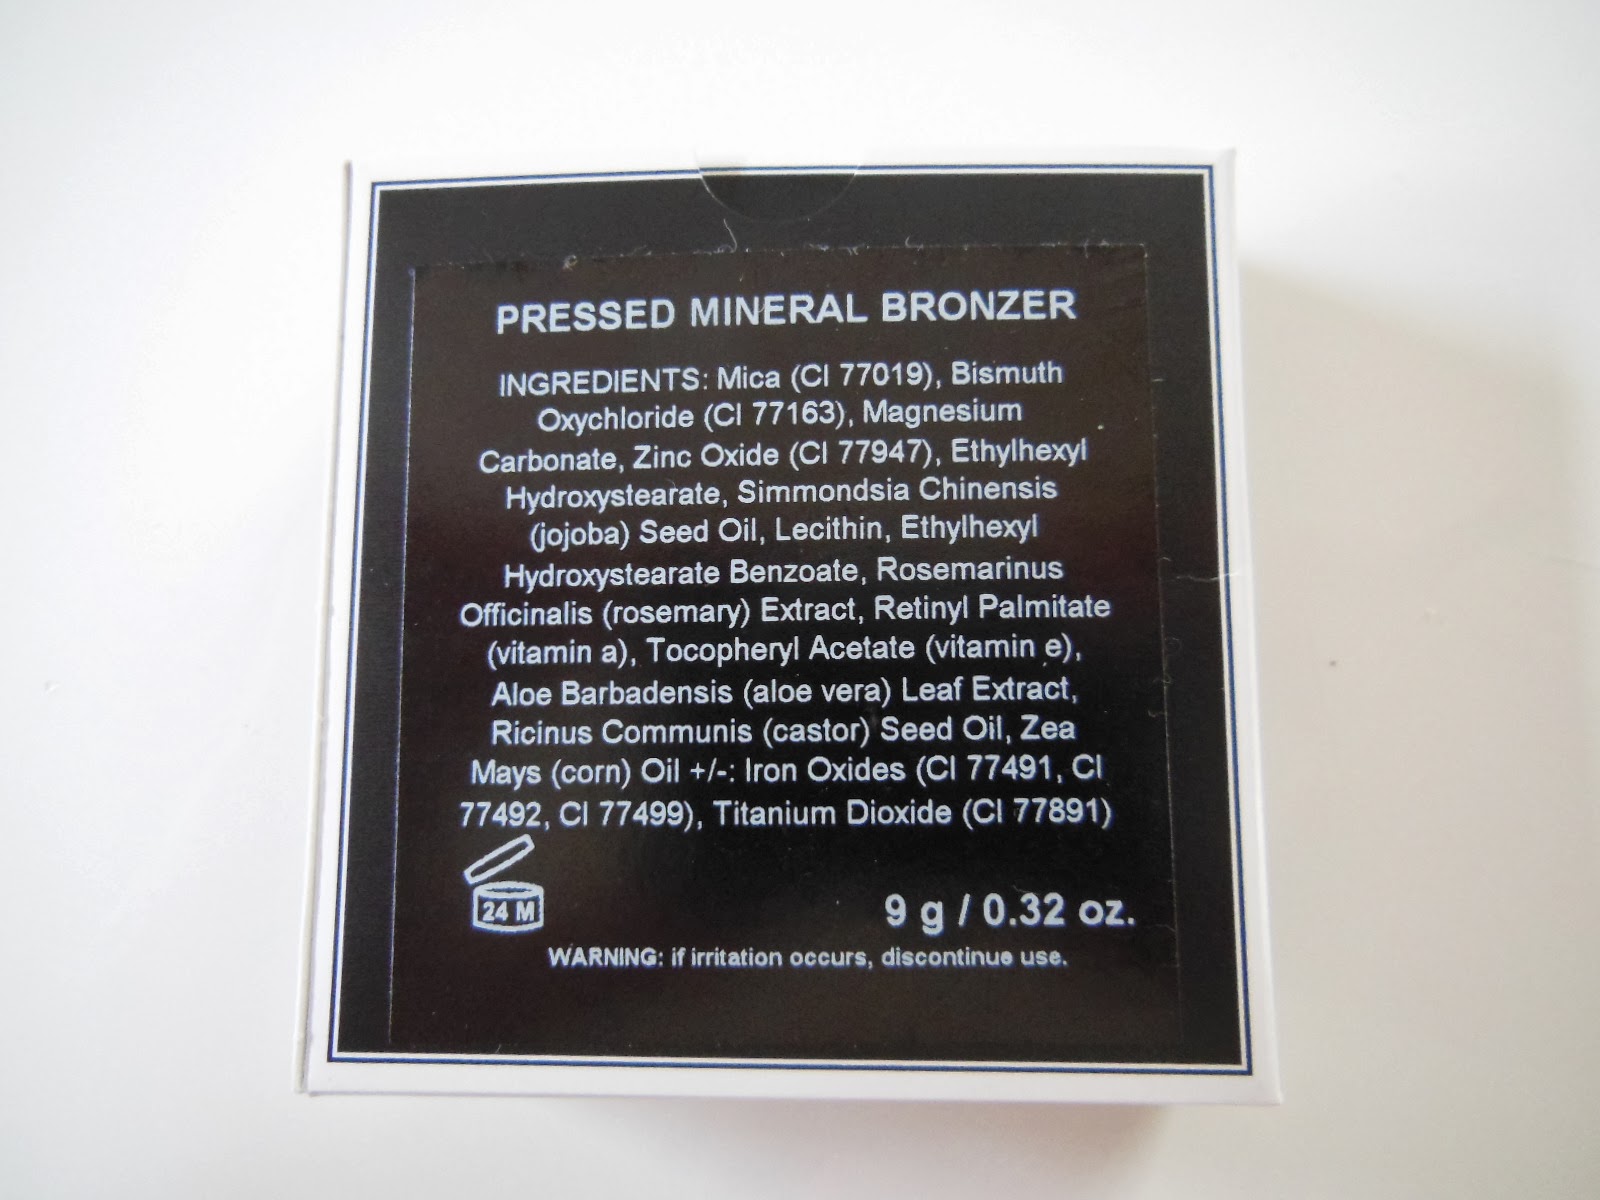 PRESSED MINERAL BRONZER
INGREDIENTS: Mica (CI 77019), Bismuth
Oxychloride (CI 77163), Magnesium
Carbonate, Zinc Oxide (CI 77947), Ethylhexyl
Hydroxystearate, Simmondsia Chinensis
(jojoba) Seed Oil, Lecithin, Ethylhexyl
Hydroxystearate Benzoate, Rosemarinus
Officinalis (rosemary) Extract, Retinyl Palmitate
(vitamin a), Tocopheryl Acetate (vitamin e),
Aloe Barbadensis (aloe vera) Leaf Extract,
Ricinus Communis (castor) Seed Oil, Zea
Mays (corn) Oil +/-: Iron Oxides (CI 77491, CI
77492, CI 77499), Titanium Dioxide (CI 77891)
24 M
9 g / 0.32 oz.
WARNING: if irritation occurs, discontinue use.